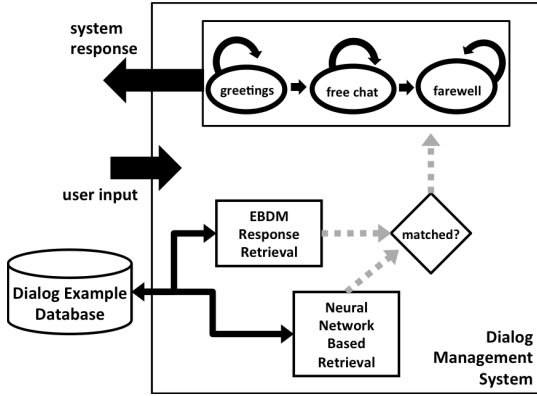 system
response
greetings
free chat
farewell
user input
EBDM
Response
Retrieval
matched?
Dialog Example
Database
Neural
Network
Based
Retrieval
Dialog
Management
System